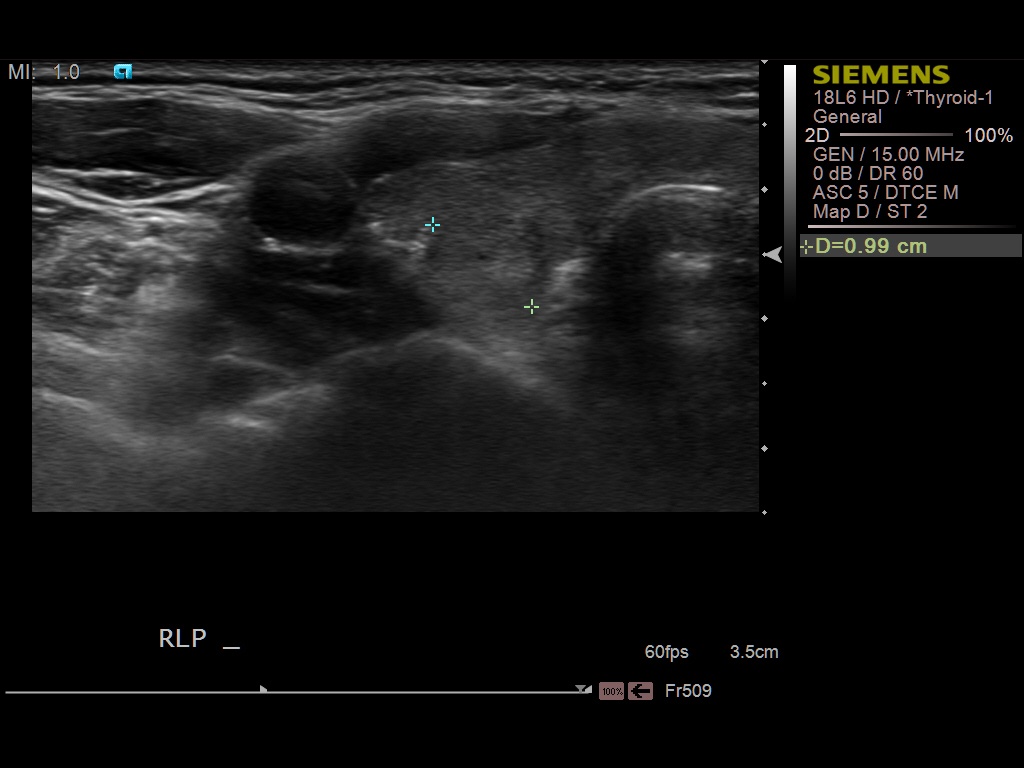 MI: 1.0
SIEMENS
18L6 HD / *Thyroid-1
General
2D 100%
GEN / 15.00 MHz
0 dB / DR 60
ASC 5 / DTCE M
Map D / ST 2
D=0.99 cm
RLP _
60fps 3.5cm
100% Fr509